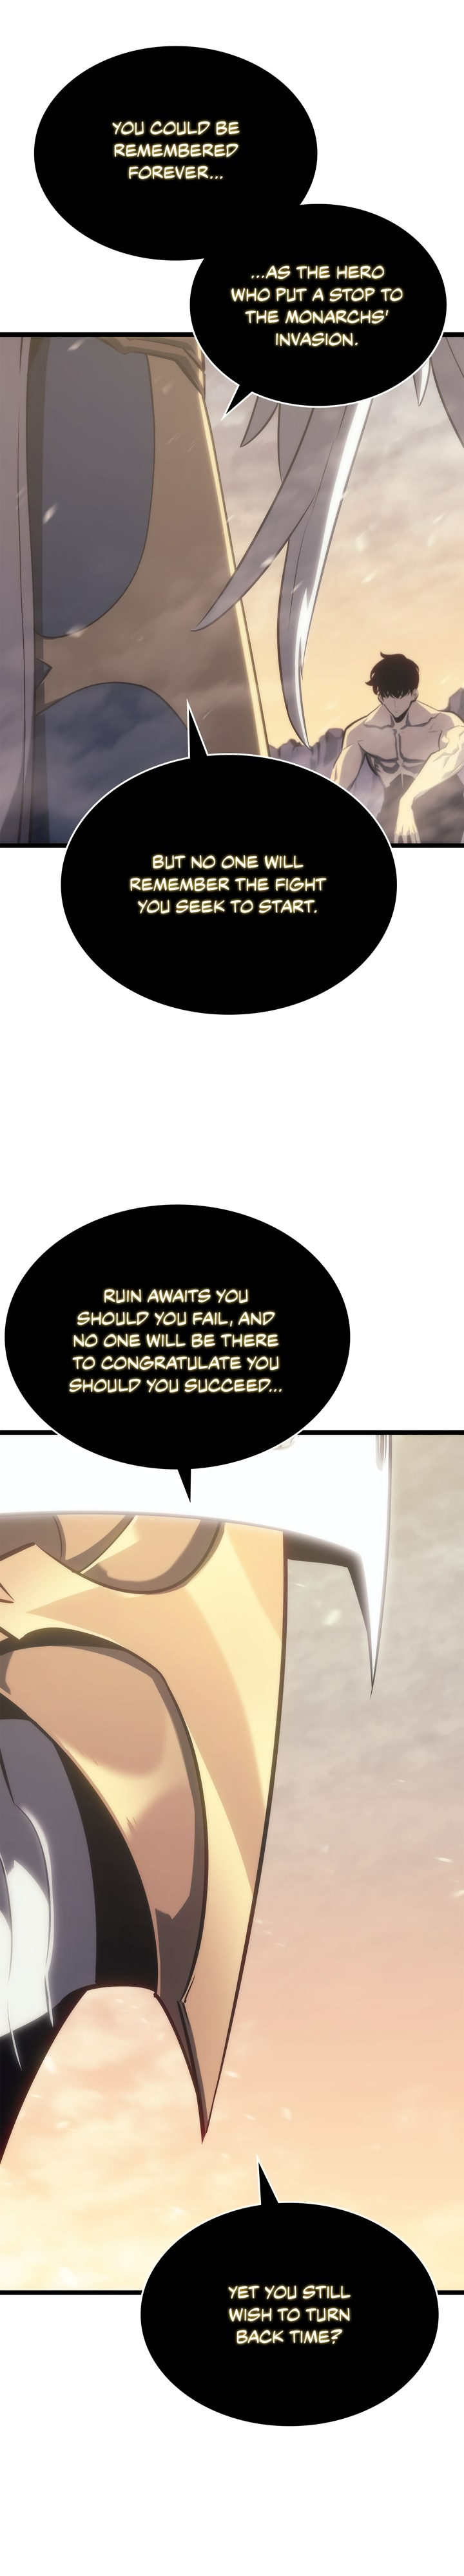 YOU COULD BE
REMEMBERED
FOREVER...
...AS THE HERO
WHO PUT A STOP TO
THE MONARCHS'
INVASION.
BUT NO ONE WILL
REMEMBER THE FIGHT
YOU SEEK TO START.
RUIN AWAITS YOU
SHOULD YOU FAIL, AND
NO ONE WILL BE THERE
TO CONGRATULATE YOU
SHOULD YOU SUCCEED...
YET YOU STILL
WISH TO TURN
BACK TIME?